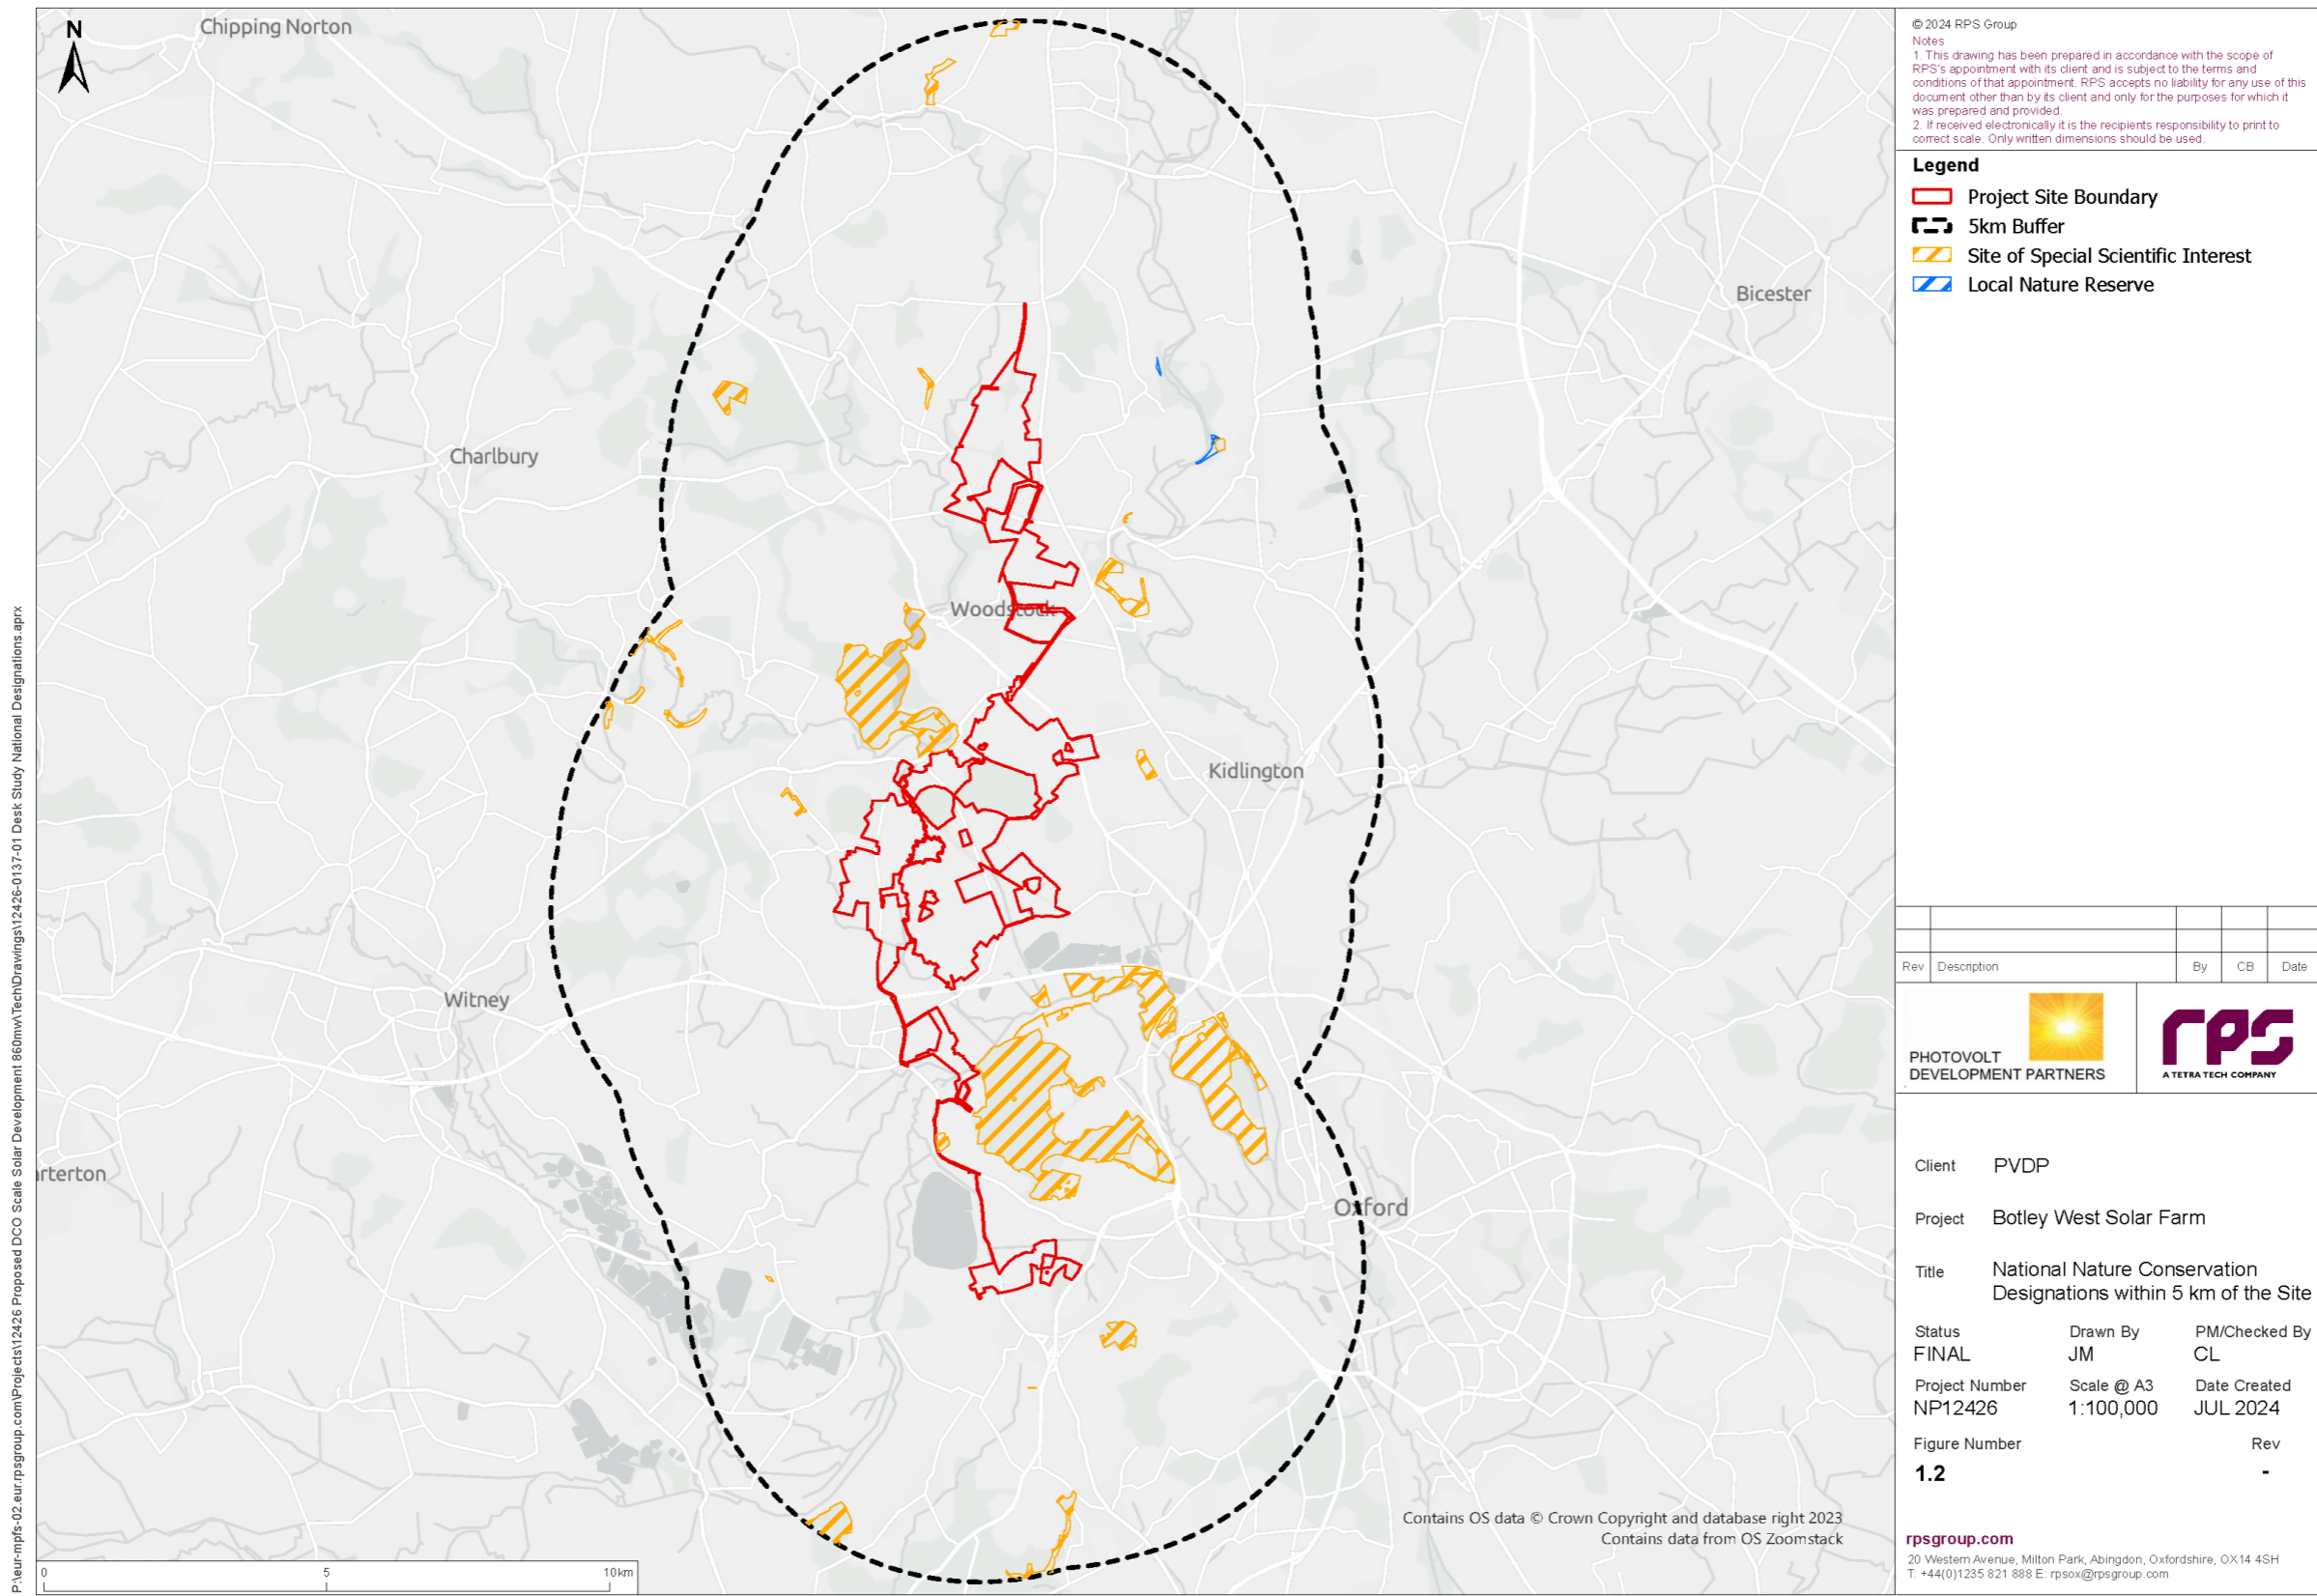 N
Chipping Norton
Bicester
Charlbury
Woodstock
Kidlington
Witney
rterton
Oxford
Contains OS data © Crown Copyright and database right 2023
Contains data from OS Zoomstack
0 5 10km
P:\eur-mpfs-02.eur.rpsgroup.com\Projects\12426 Proposed DCO Scale Solar Development 860mw\Tech\Drawings\12426-0137-01 Desk Study National Designations.aprx
© 2024 RPS Group
Notes
1. This drawing has been prepared in accordance with the scope of
RPS's appointment with its client and is subject to the terms and
conditions of that appointment. RPS accepts no liability for any use of this
document other than by its client and only for the purposes for which it
was prepared and provided.
2. If received electronically it is the recipients responsibility to print to
correct scale. Only written dimensions should be used.
Legend
Project Site Boundary
5km Buffer
Site of Special Scientific Interest
Local Nature Reserve
Rev Description By CB Date
PHOTOVOLT
DEVELOPMENT PARTNERS
rps
A TETRA TECH COMPANY
Client PVDP
Project Botley West Solar Farm
Title National Nature Conservation
Designations within 5 km of the Site
Status Drawn By PM/Checked By
FINAL JM CL
Project Number Scale @ A3 Date Created
NP12426 1:100,000 JUL 2024
Figure Number Rev
1.2 -
rpsgroup.com
20 Western Avenue, Milton Park, Abingdon, Oxfordshire, OX14 4SH
T: +44(0)1235 821 888 E: rpsox@rpsgroup.com